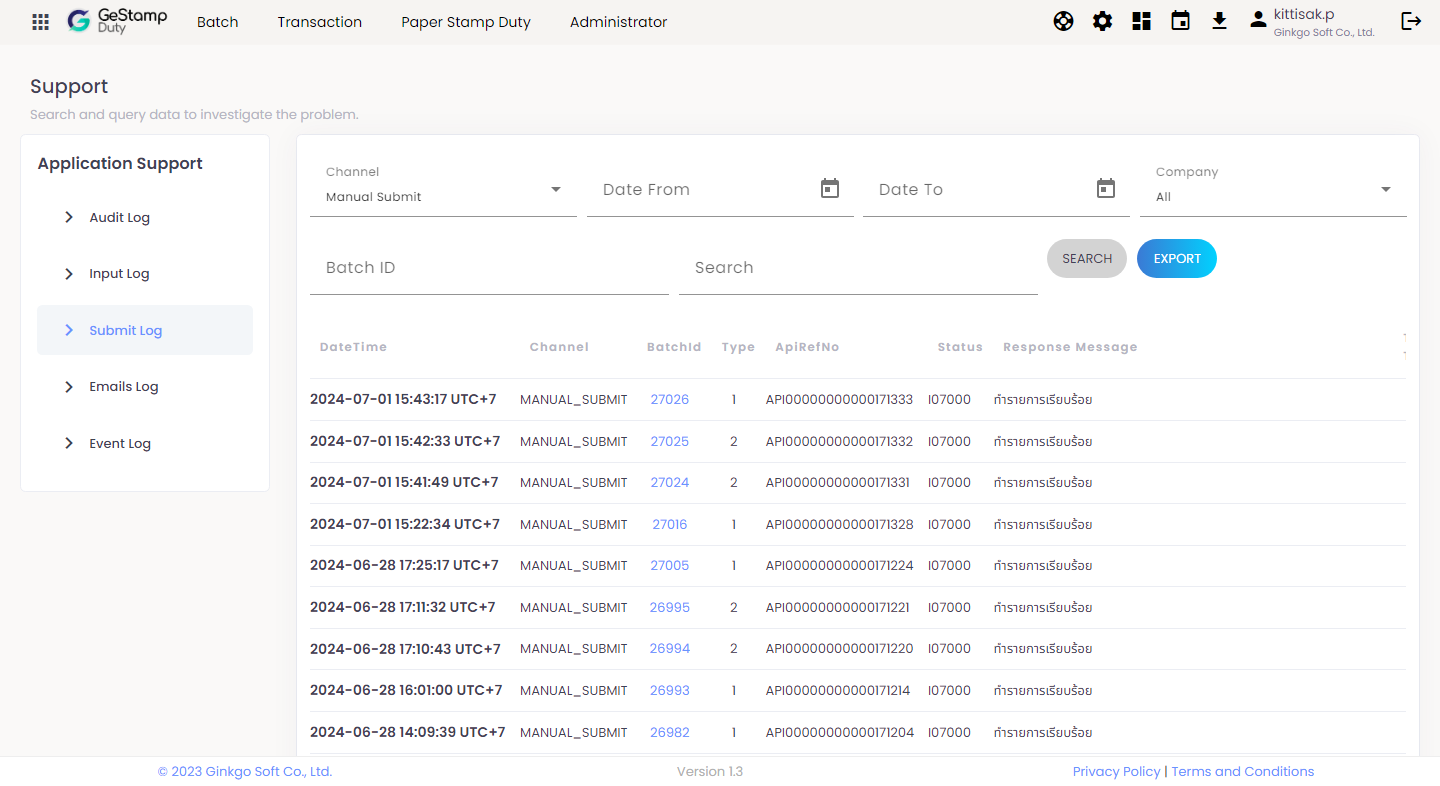 GeStamp
Duty
Batch Transaction Paper Stamp Duty Administrator
kittisak.p
Ginkgo Soft Co., Ltd.
Support
Search and query data to investigate the problem.
Application Support
Audit Log
Input Log
Submit Log
Emails Log
Event Log
Channel
Manual Submit
Date From
Date To
Company
All
Batch ID
Search
SEARCH
EXPORT
DateTime Channel BatchId Type ApiRefNo Status Response Message
2024-07-01 15:43:17 UTC+7 MANUAL_SUBMIT 27026 1 API00000000000171333 I07000 ทำรายการเรียบร้อย
2024-07-01 15:42:33 UTC+7 MANUAL_SUBMIT 27025 2 API00000000000171332 I07000 ทำรายการเรียบร้อย
2024-07-01 15:41:49 UTC+7 MANUAL_SUBMIT 27024 2 API00000000000171331 I07000 ทำรายการเรียบร้อย
2024-07-01 15:22:34 UTC+7 MANUAL_SUBMIT 27016 1 API00000000000171328 I07000 ทำรายการเรียบร้อย
2024-06-28 17:25:17 UTC+7 MANUAL_SUBMIT 27005 1 API00000000000171224 I07000 ทำรายการเรียบร้อย
2024-06-28 17:11:32 UTC+7 MANUAL_SUBMIT 26995 2 API00000000000171221 I07000 ทำรายการเรียบร้อย
2024-06-28 17:10:43 UTC+7 MANUAL_SUBMIT 26994 2 API00000000000171220 I07000 ทำรายการเรียบร้อย
2024-06-28 16:01:00 UTC+7 MANUAL_SUBMIT 26993 1 API00000000000171214 I07000 ทำรายการเรียบร้อย
2024-06-28 14:09:39 UTC+7 MANUAL_SUBMIT 26982 1 API00000000000171204 I07000 ทำรายการเรียบร้อย
© 2023 Ginkgo Soft Co., Ltd. Version 1.3 Privacy Policy | Terms and Conditions